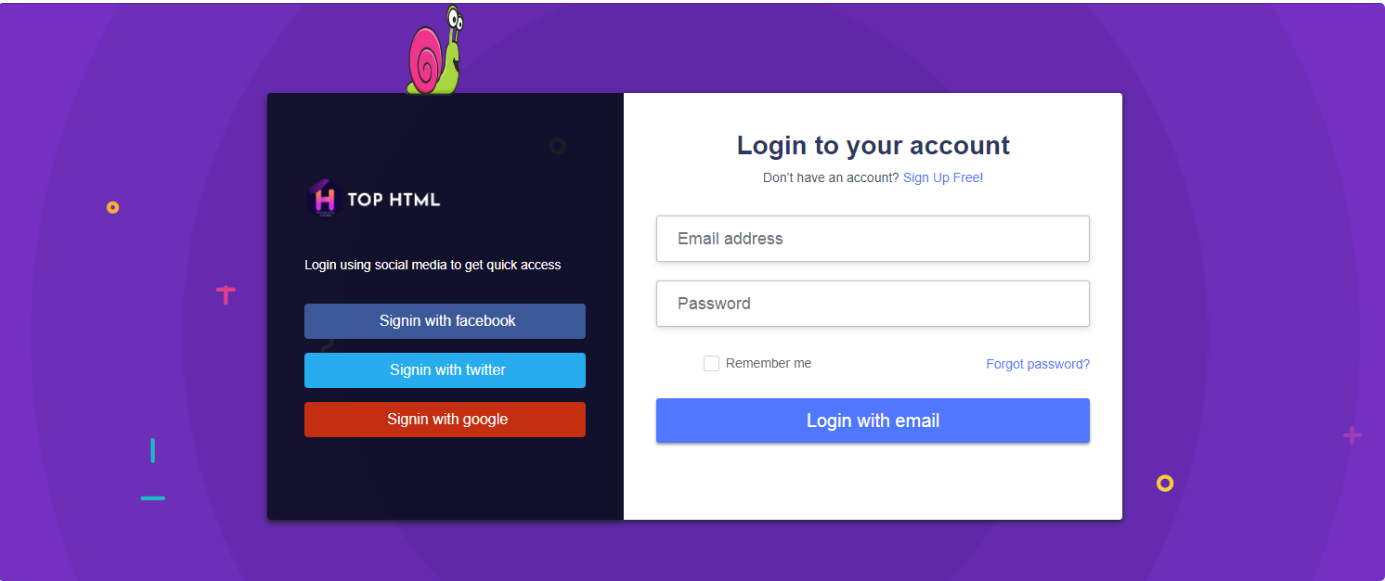 TOP HTML
Login using social media to get quick access
Signin with facebook
Signin with twitter
Signin with google
Login to your account
Don't have an account? Sign Up Free!
Email address
Password
Remember me
Forgot password?
Login with email